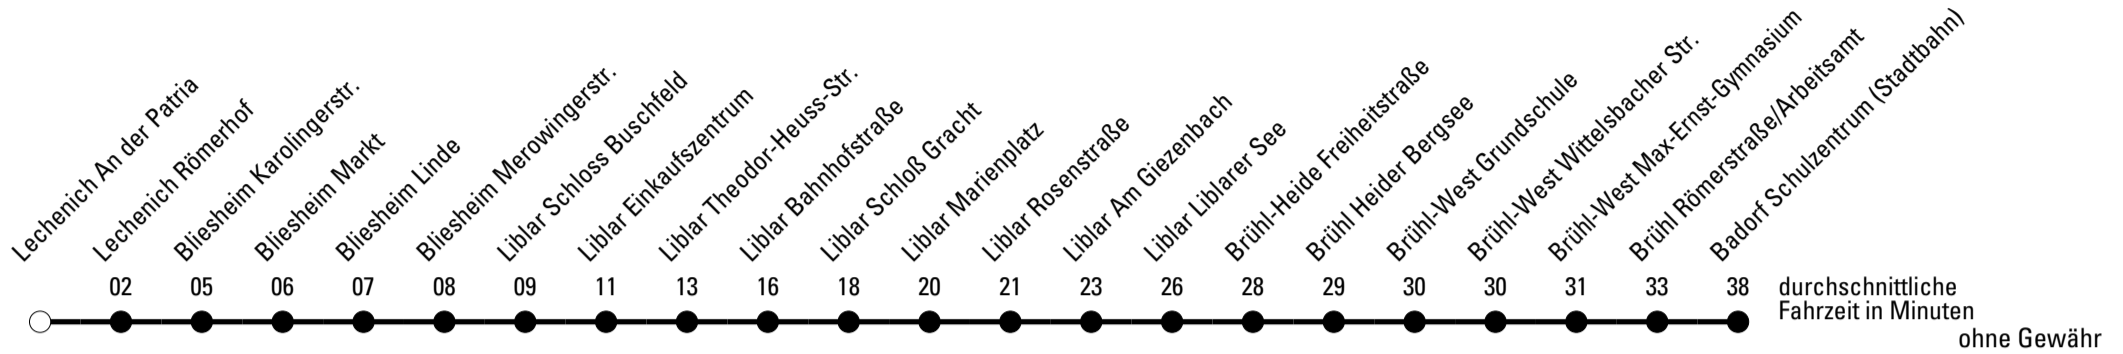 Lechenich An der Patria
Lechenich Römerhof
Bliesheim Karolingerstr.
Bliesheim Markt
Bliesheim Linde
Bliesheim Merowingerstr.
Liblar Schloss Buschfeld
Liblar Einkaufszentrum
Liblar Theodor-Heuss-Str.
Liblar Bahnhofstraße
Liblar Schloß Gracht
Liblar Marienplatz
Liblar Rosenstraße
Liblar Am Giezenbach
Liblar Liblarer See
Brühl-Heide Freiheitstraße
Brühl Heider Bergsee
Brühl-West Grundschule
Brühl-West Wittelsbacher Str.
Brühl-West Max-Ernst-Gymnasium
Brühl Römerstraße/Arbeitsamt
Badorf Schulzentrum (Stadtbahn)
02 05 06 07 08 09 11 13 16 18 20 21 23 26 28 29 30 30 31 33 38
durchschnittliche
Fahrzeit in Minuten
ohne Gewähr